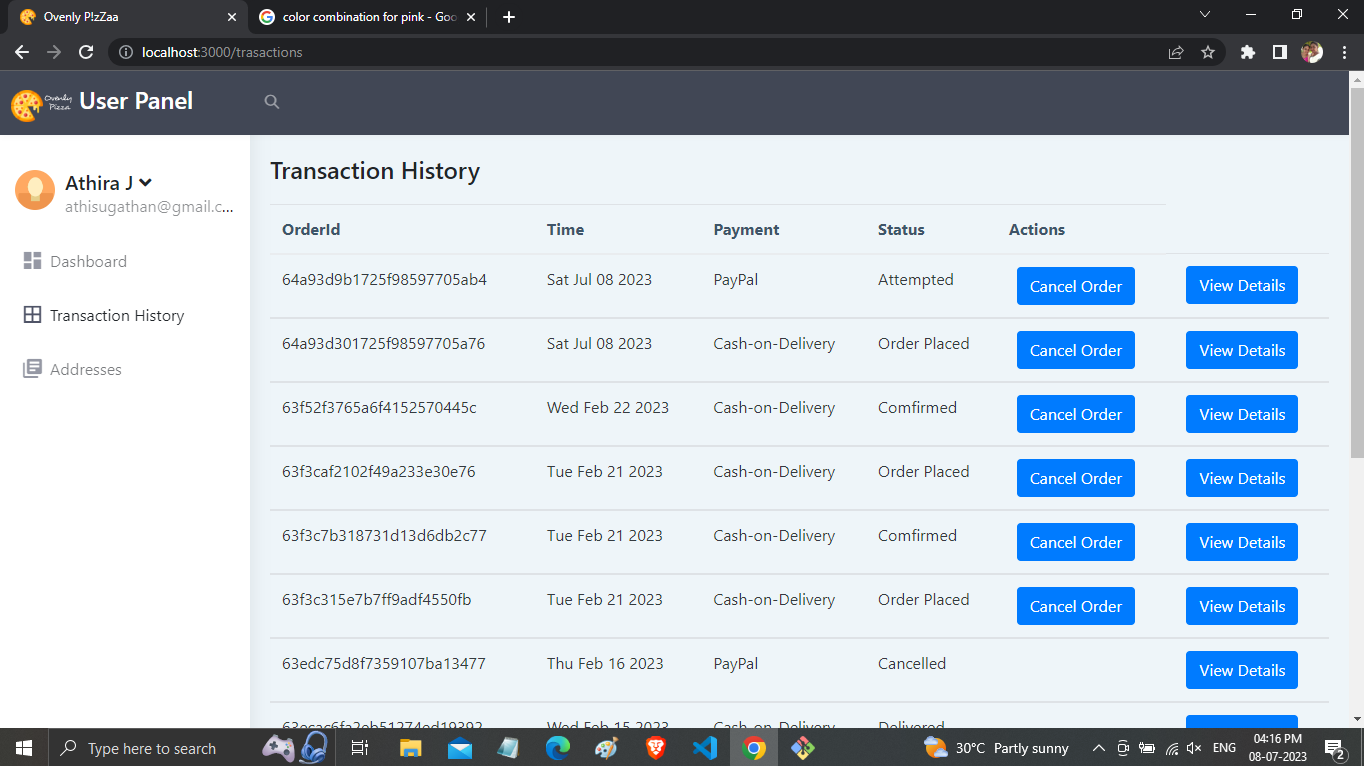 Ovenly P!zZaa
color combination for pink - Goo
localhost:3000/trasactions
Ovenly Pizza
User Panel
Transaction History
Athira J
athisugathan@gmail.c...
OrderId Time Payment Status Actions
Dashboard
64a93d9b1725f98597705ab4 Sat Jul 08 2023 PayPal Attempted Cancel Order View Details
Transaction History
64a93d301725f98597705a76 Sat Jul 08 2023 Cash-on-Delivery Order Placed Cancel Order View Details
Addresses
63f52f3765a6f4152570445c Wed Feb 22 2023 Cash-on-Delivery Comfirmed Cancel Order View Details
63f3caf2102f49a233e30e76 Tue Feb 21 2023 Cash-on-Delivery Order Placed Cancel Order View Details
63f3c7b318731d13d6db2c77 Tue Feb 21 2023 Cash-on-Delivery Comfirmed Cancel Order View Details
63f3c315e7b7ff9adf4550fb Tue Feb 21 2023 Cash-on-Delivery Order Placed Cancel Order View Details
63edc75d8f7359107ba13477 Thu Feb 16 2023 PayPal Cancelled View Details
Wed Feb 15 2023 Cash-on-Delivery Delivered
Type here to search
30°C Partly sunny
ENG
04:16 PM
08-07-2023
2